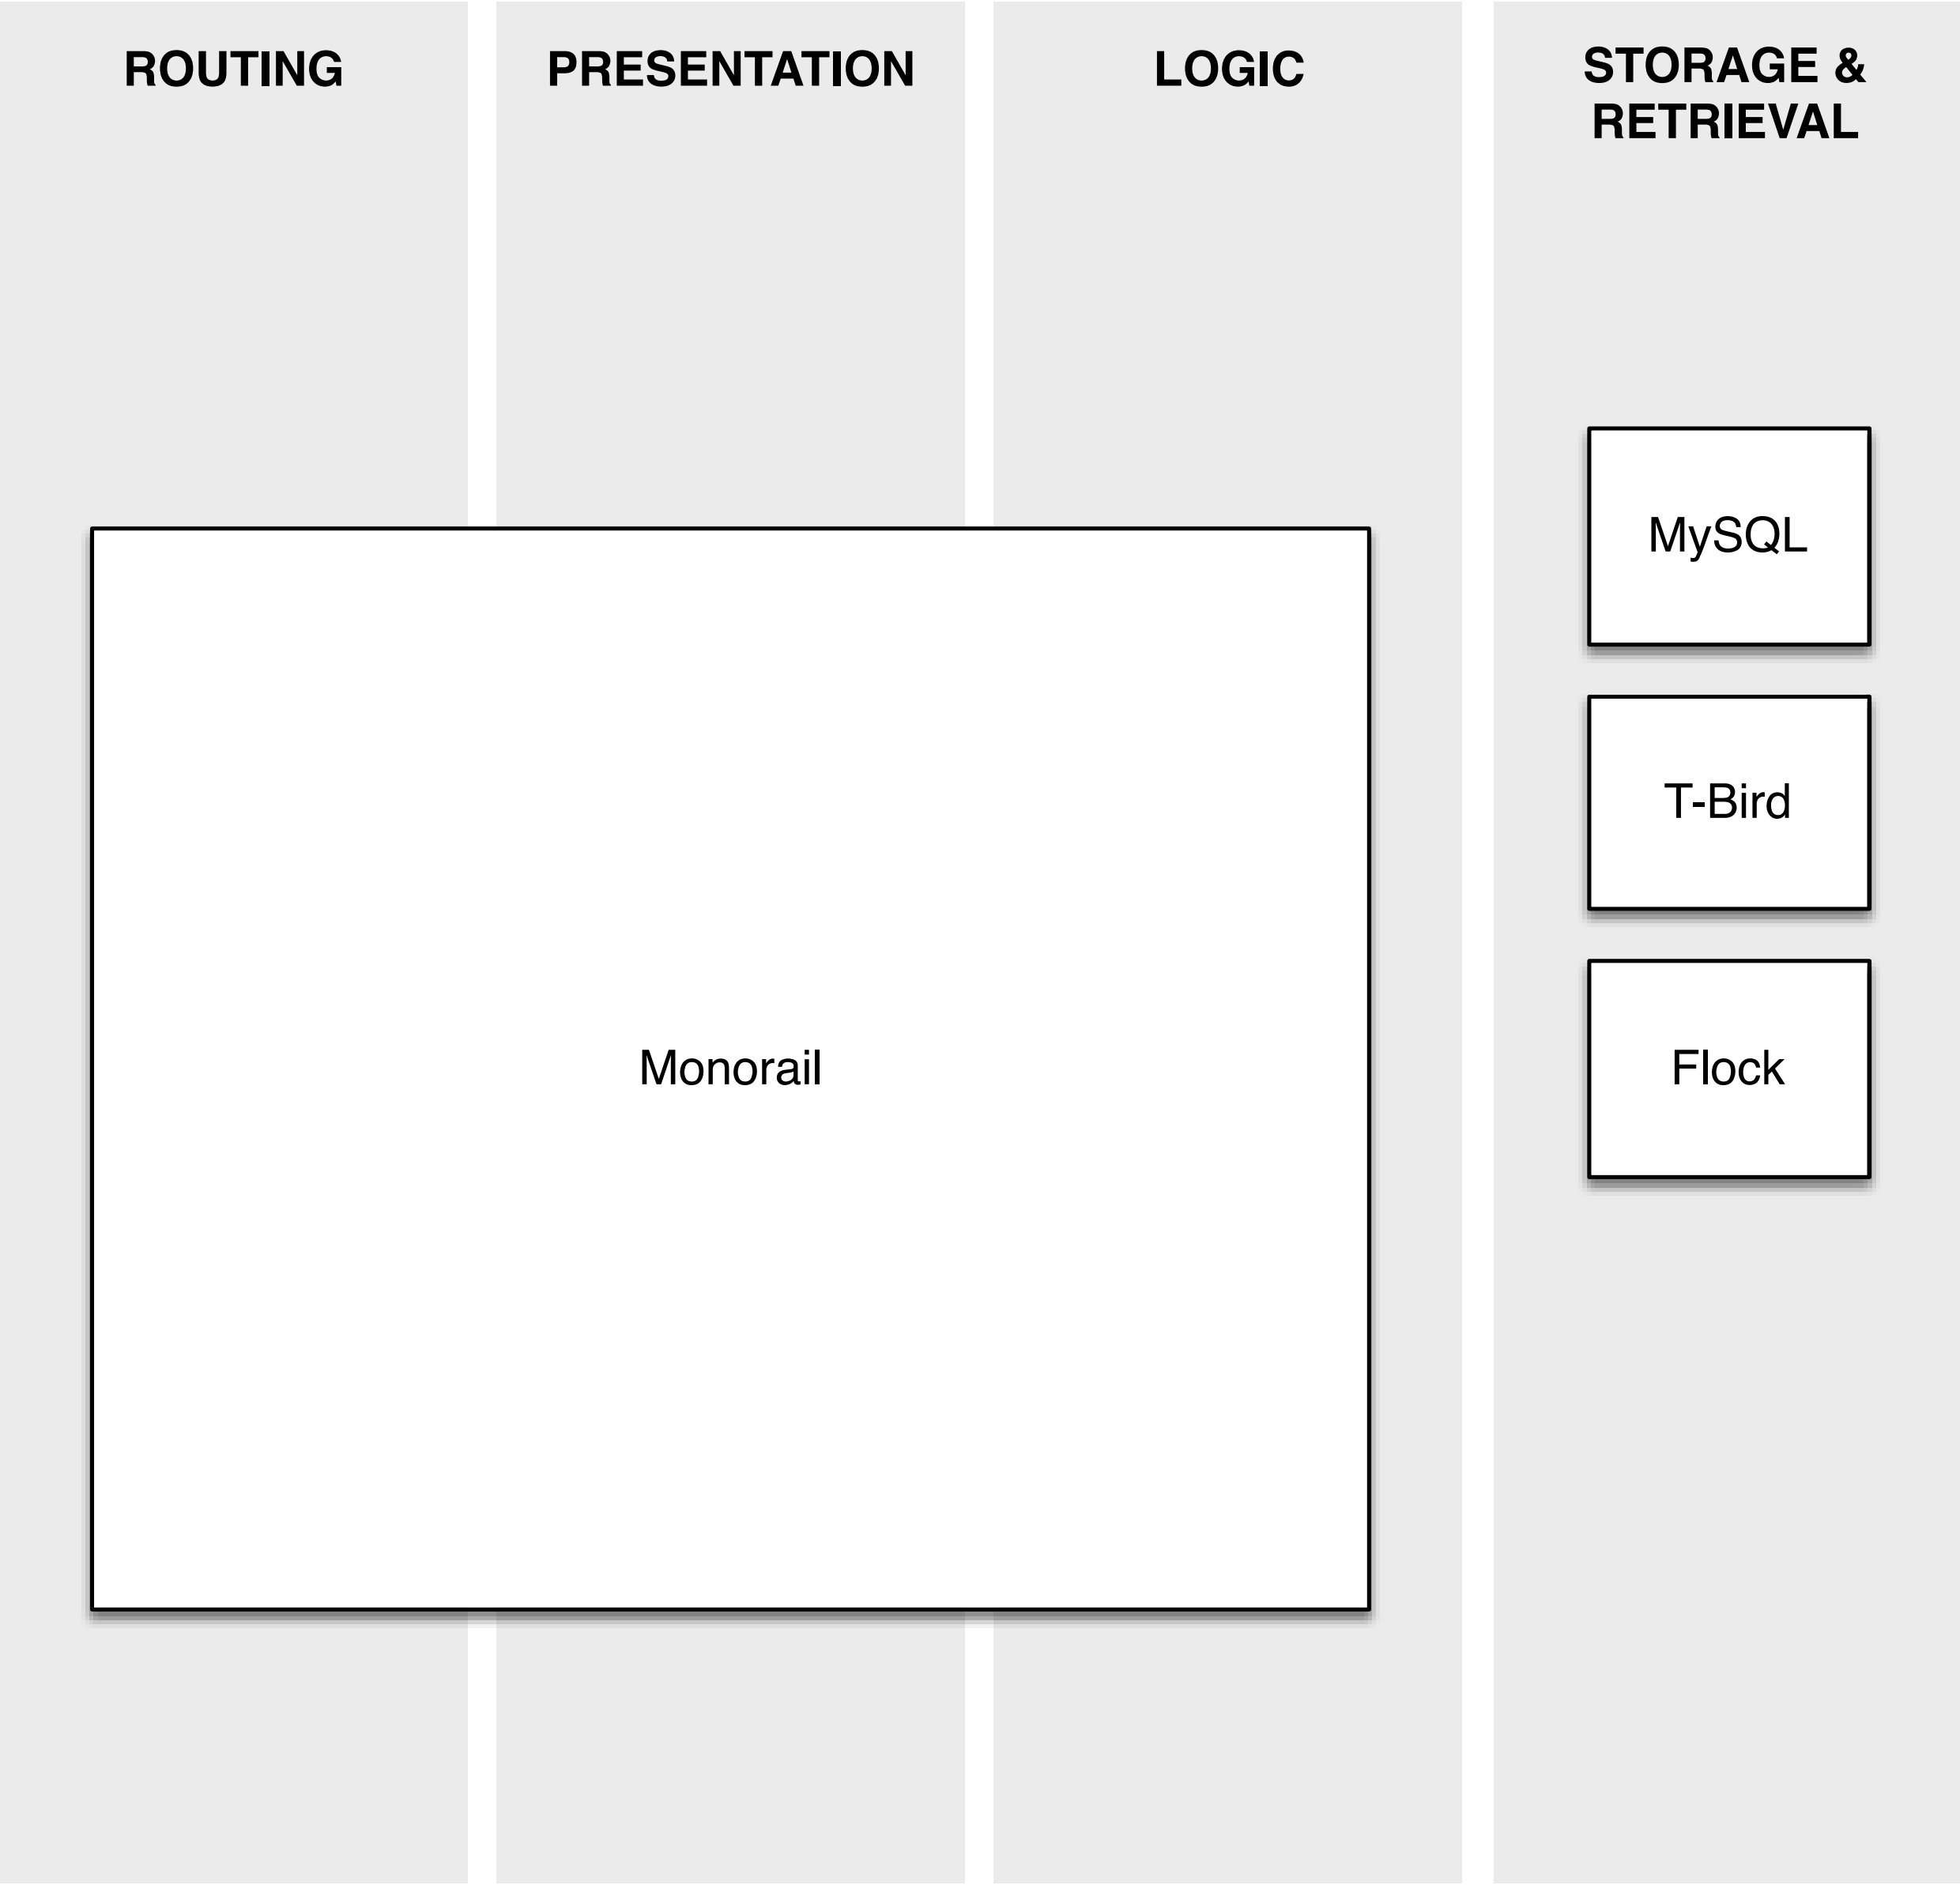 ROUTING
PRESENTATION
LOGIC
STORAGE &
RETRIEVAL
MySQL
T-Bird
Monorail
Flock